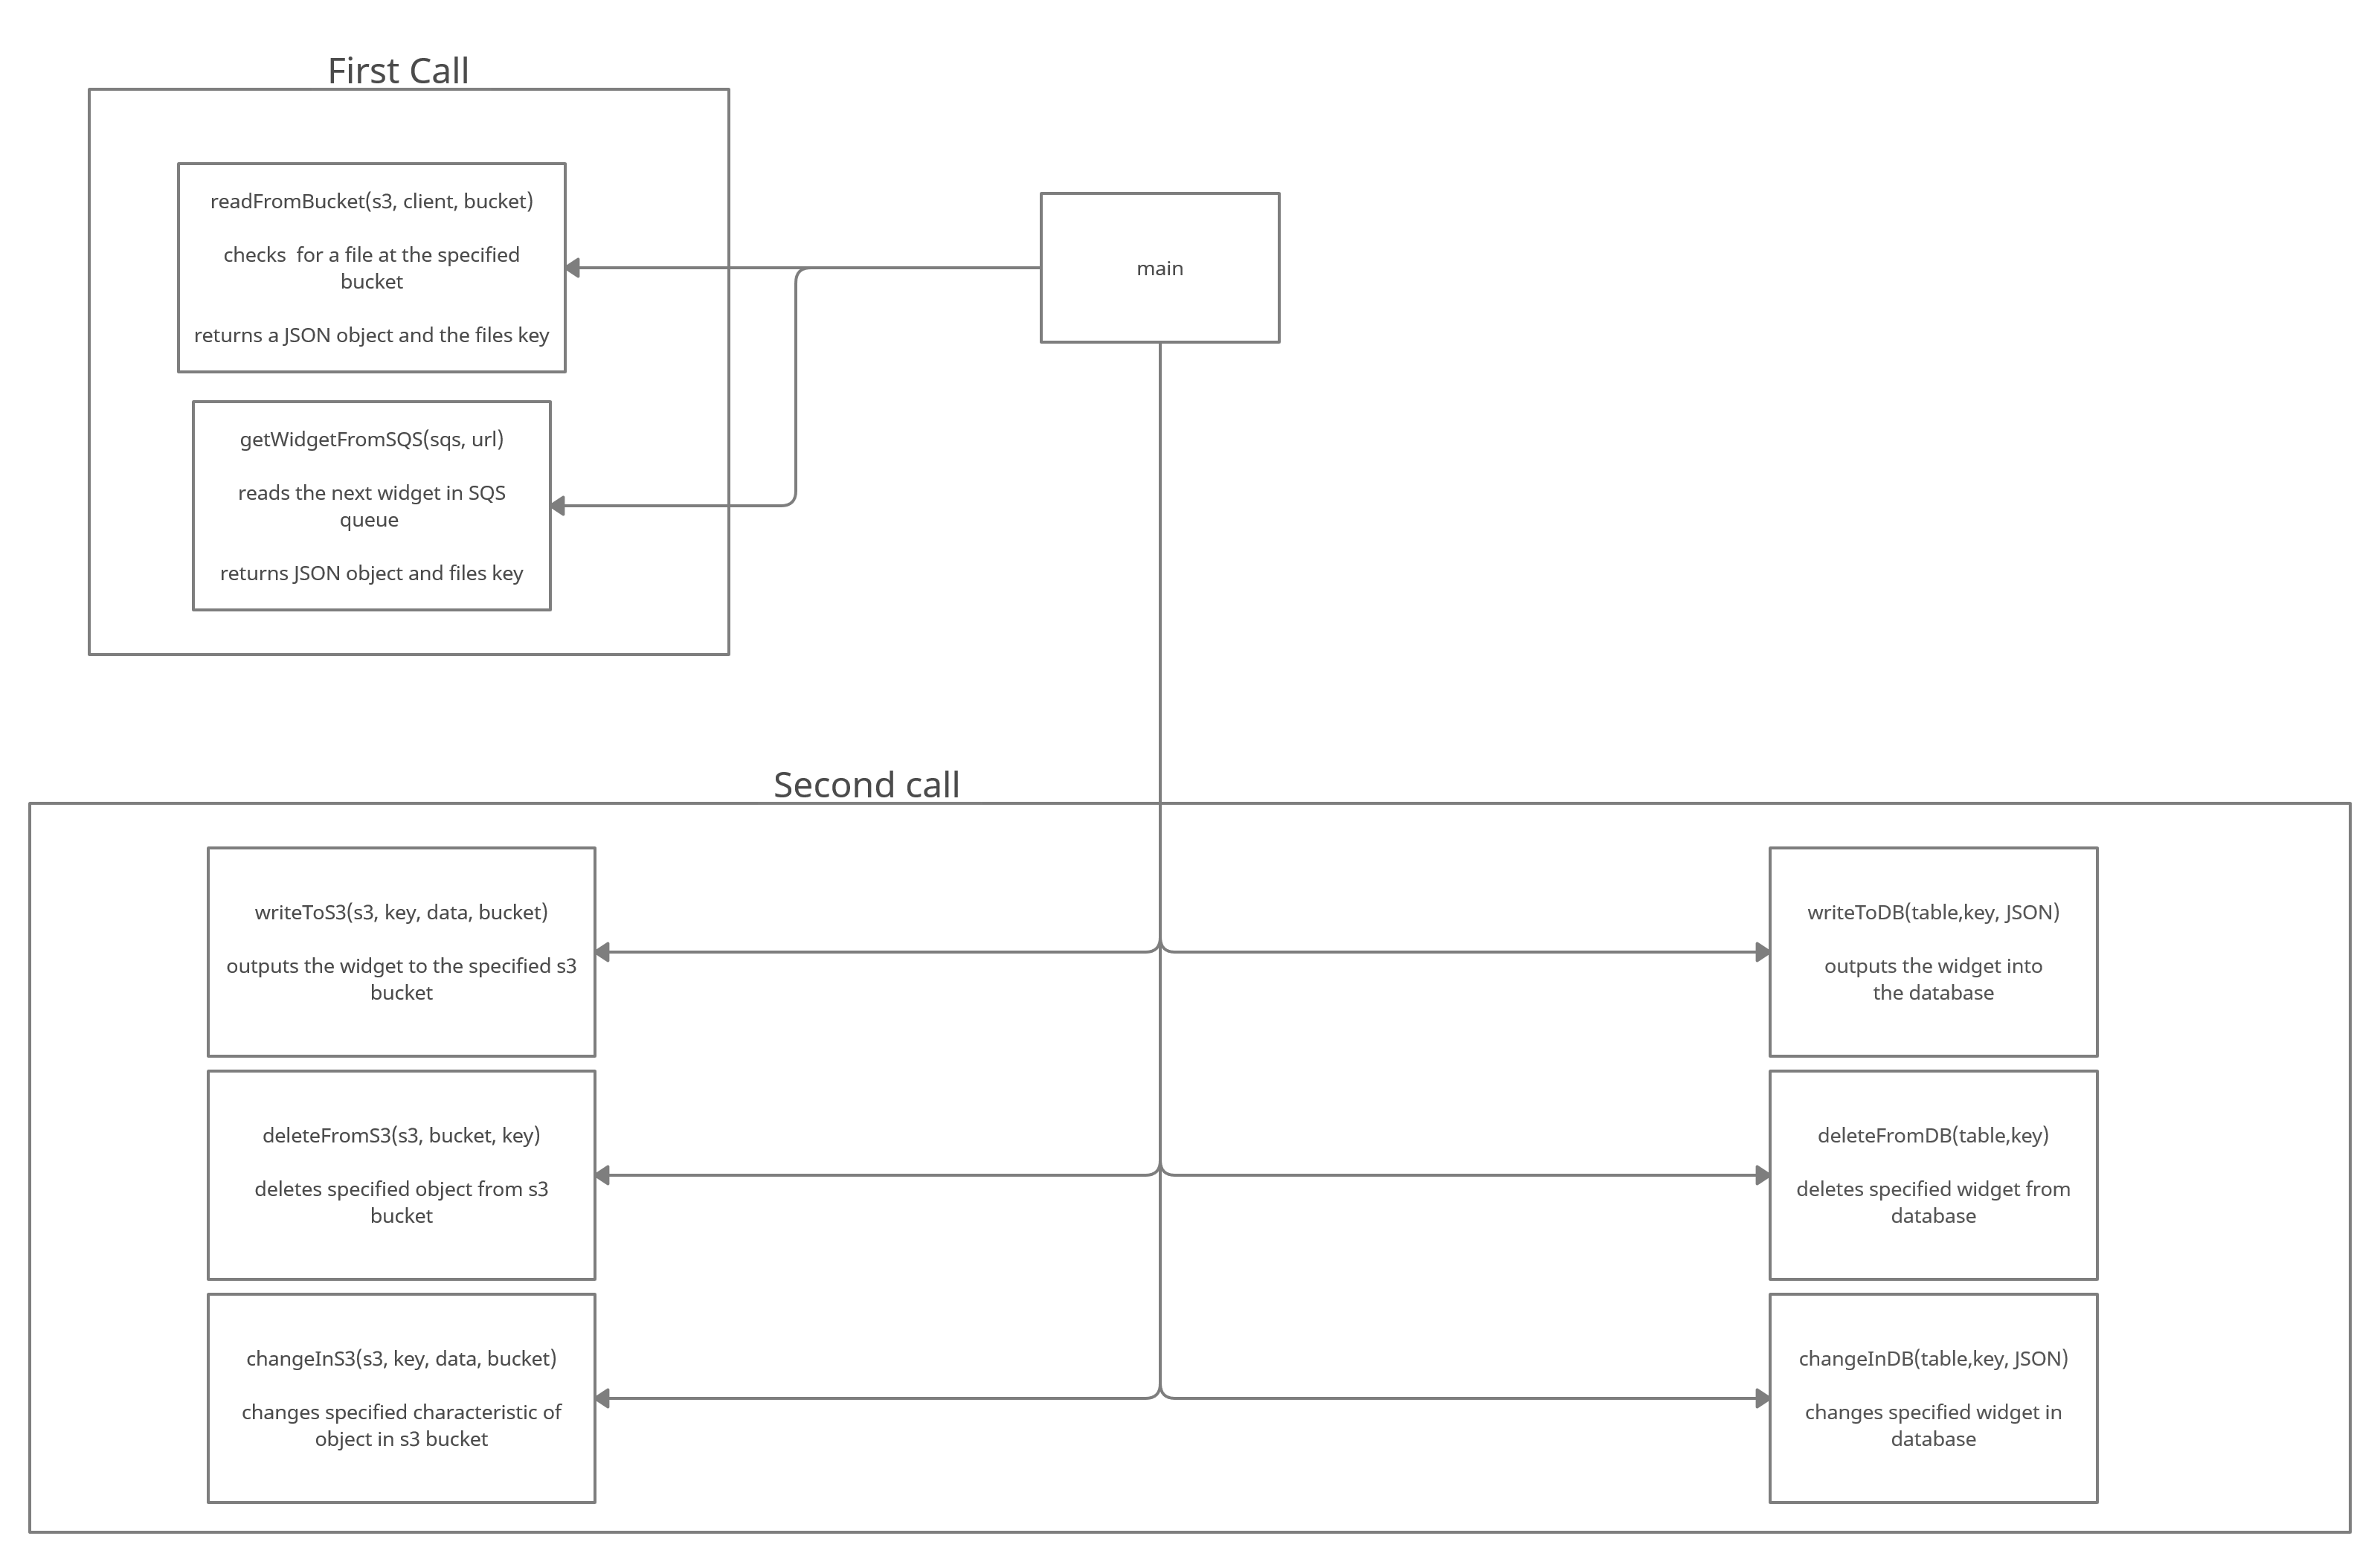 First Call
readFromBucket(s3, client, bucket)
checks  for a file at the specified
bucket
returns a JSON object and the files key
main
getWidgetFromSQS(sqs, url)
reads the next widget in SQS
queue
returns JSON object and files key
Second call
writeToS3(s3, key, data, bucket)
outputs the widget to the specified s3
bucket
writeToDB(table,key, JSON)
outputs the widget into
the database
deleteFromS3(s3, bucket, key)
deletes specified object from s3
bucket
deleteFromDB(table,key)
deletes specified widget from
database
changeInS3(s3, key, data, bucket)
changes specified characteristic of
object in s3 bucket
changeInDB(table,key, JSON)
changes specified widget in
database